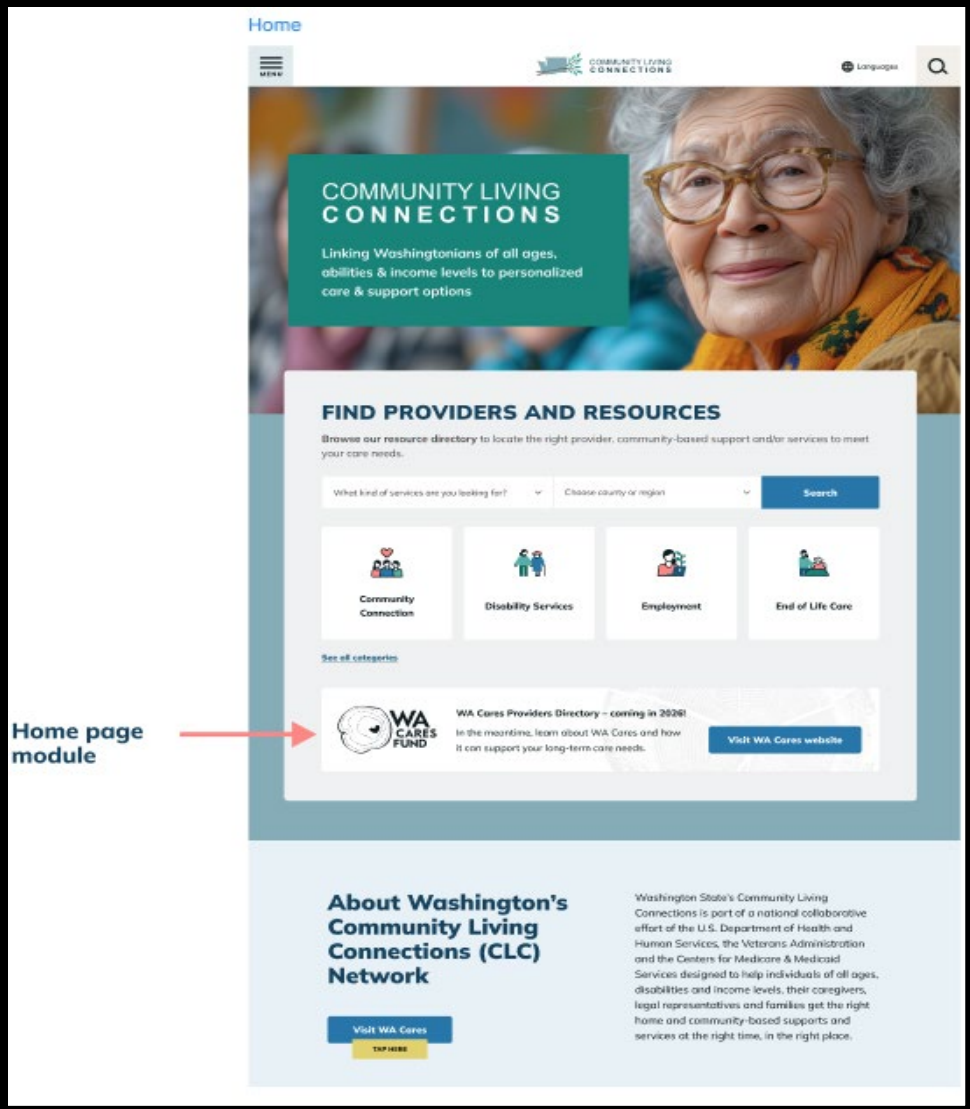 Home
MENU
COMMUNITY LIVING
CONNECTIONS
Languages
COMMUNITY LIVING
CONNECTIONS
Linking Washingtonians of all ages,
abilities & income levels to personalized
care & support options
FIND PROVIDERS AND RESOURCES
Browse our resource directory to locate the right provider, community-based support and/or services to meet
your care needs.
What kind of services are you looking for?
Choose county or region
Search
Community
Connection
Disability Services
Employment
End of Life Care
See all categories
Home page
module
WA
CARES
FUND
WA Cares Providers Directory – coming in 2026!
In the meantime, learn about WA Cares and how
it can support your long-term care needs.
Visit WA Cares website
About Washington's
Community Living
Connections (CLC)
Network
Visit WA Cares
TAP HERE
Washington State's Community Living
Connections is part of a national collaborative
effort of the U.S. Department of Health and
Human Services, the Veterans Administration
and the Centers for Medicare & Medicaid
Services designed to help individuals of all ages,
disabilities and income levels, their caregivers,
legal representatives and families get the right
home and community-based supports and
services at the right time, in the right place.